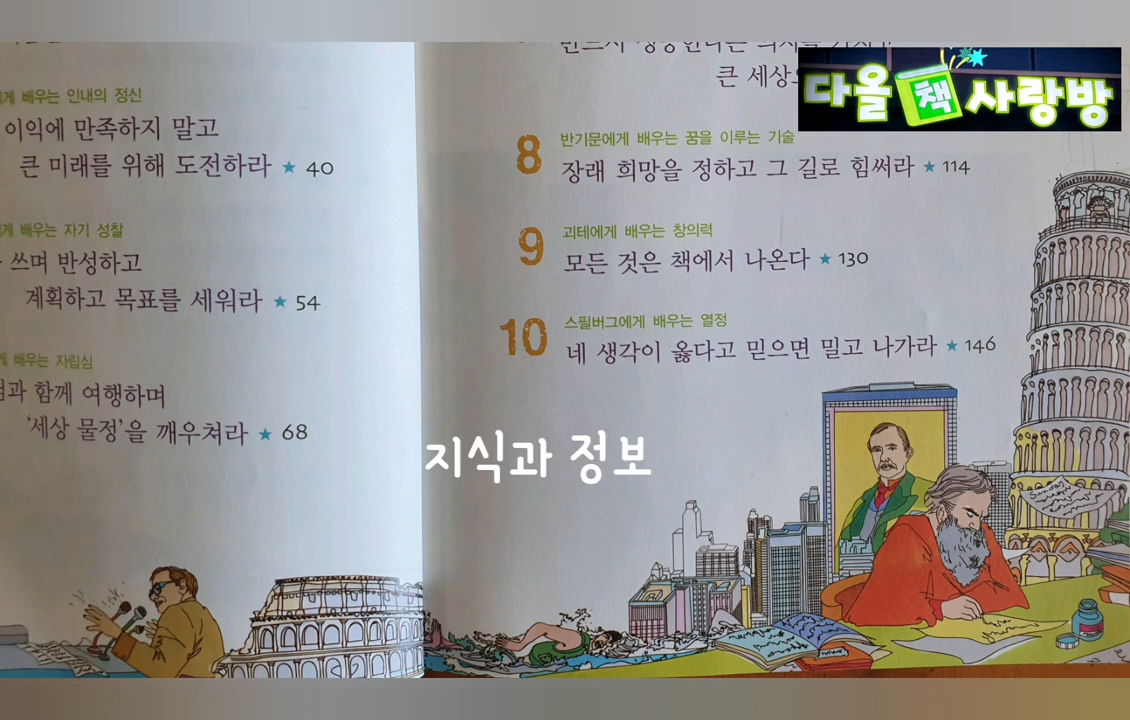 배우는 인내의 정신
이익에 만족하지 말고
큰 미래를 위해 도전하라 ★ 40
배우는 자기 성찰
쓰며 반성하고
계획하고 목표를 세워라 ★ 54
배우는 자립심
함께 여행하며
'세상 물정'을 깨우쳐라 ★ 68
큰
다올 책 사랑방
8 반기문에게 배우는 꿈을 이루는 기술
장래 희망을 정하고 그 길로 힘써라 ★ 114
9 괴테에게 배우는 창의력
모든 것은 책에서 나온다 ★ 130
10 스필버그에게 배우는 열정
네 생각이 옳다고 믿으면 밀고 나가라 ★ 146
지식과 정보